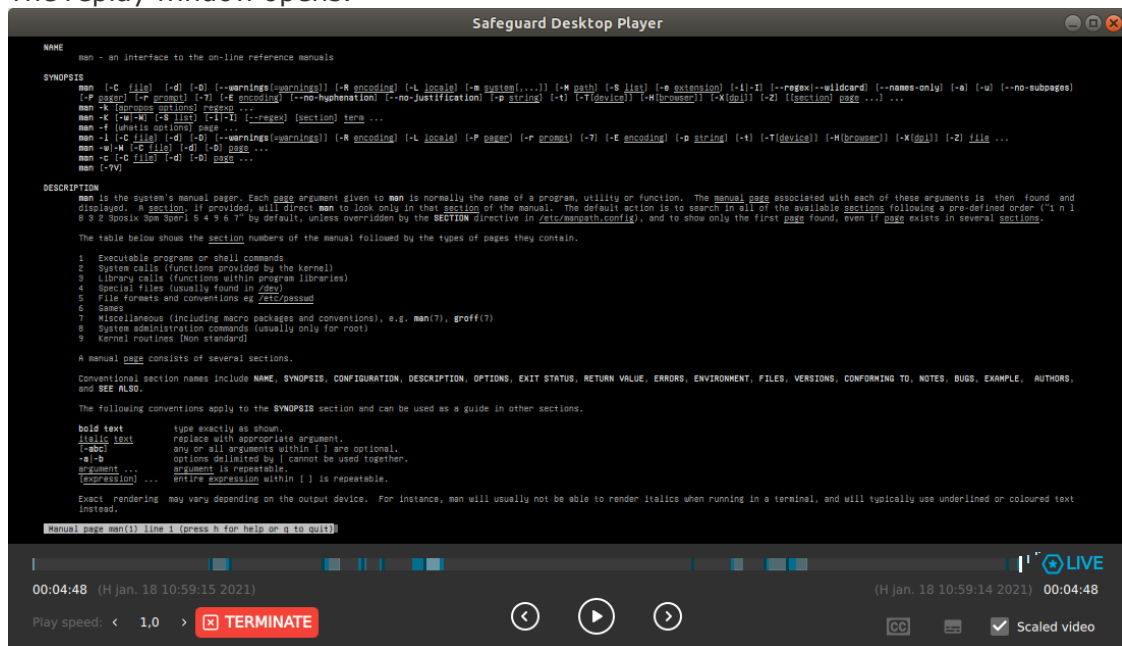 The replay window opens.
Safeguard Desktop Player
NAME
man - an interface to the on-line reference manuals
SYNOPSIS
man [-C file] [-d] [-D] [--warnings[=warnings]] [-R encoding] [-L locale] [-m system[,...]] [-M path] [-S list] [-e extension] [-i|-I] [--regex|--wildcard] [--names-only] [-a] [-u] [--no-subpages]
[-P pager] [-r prompt] [-7] [-E encoding] [--no-hyphenation] [--no-justification] [-p string] [-t] [-T[device]] [-H[browser]] [-X[dpi]] [-Z] [[section] page ...] ...
man -k [apropos options] regexp ...
man -K [-w|-W] [-S list] [-i|-I] [--regex] [section] term ...
man -f [whatis options] page ...
man -l [-C file] [-d] [-D] [--warnings[=warnings]] [-R encoding] [-L locale] [-P pager] [-r prompt] [-7] [-E encoding] [-p string] [-t] [-T[device]] [-H[browser]] [-X[dpi]] [-Z] file ...
man -w|-W [-C file] [-d] [-D] page ...
man -c [-C file] [-d] [-D] page ...
man [-?V]
DESCRIPTION
man is the system's manual pager. Each page argument given to man is normally the name of a program, utility or function. The manual page associated with each of these arguments is then found and
displayed. A section, if provided, will direct man to look only in that section of the manual. The default action is to search in all of the available sections following a pre-defined order ("1 n l
8 3 2 3posix 3pm 3perl 5 4 9 6 7" by default, unless overridden by the SECTION directive in /etc/manpath.config), and to show only the first page found, even if page exists in several sections.
The table below shows the section numbers of the manual followed by the types of pages they contain.
1 Executable programs or shell commands
2 System calls (functions provided by the kernel)
3 Library calls (functions within program libraries)
4 Special files (usually found in /dev)
5 File formats and conventions eg /etc/passwd
6 Games
7 Miscellaneous (including macro packages and conventions), e.g. man(7), groff(7)
8 System administration commands (usually only for root)
9 Kernel routines [Non standard]
A manual page consists of several sections.
Conventional section names include NAME, SYNOPSIS, CONFIGURATION, DESCRIPTION, OPTIONS, EXIT STATUS, RETURN VALUE, ERRORS, ENVIRONMENT, FILES, VERSIONS, CONFORMING TO, NOTES, BUGS, EXAMPLE, AUTHORS,
and SEE ALSO.
The following conventions apply to the SYNOPSIS section and can be used as a guide in other sections.
bold text type exactly as shown.
italic text replace with appropriate argument.
[-abc] any or all arguments within [ ] are optional.
-a|-b options delimited by | cannot be used together.
argument ... argument is repeatable.
[expression] ... entire expression within [ ] is repeatable.
Exact rendering may vary depending on the output device. For instance, man will usually not be able to render italics when running in a terminal, and will typically use underlined or coloured text
instead.
Manual page man(1) line 1 (press h for help or q to quit)
LIVE
00:04:48 (H jan. 18 10:59:15 2021) (H jan. 18 10:59:14 2021) 00:04:48
Play speed: < 1,0 > TERMINATE CC Scaled video